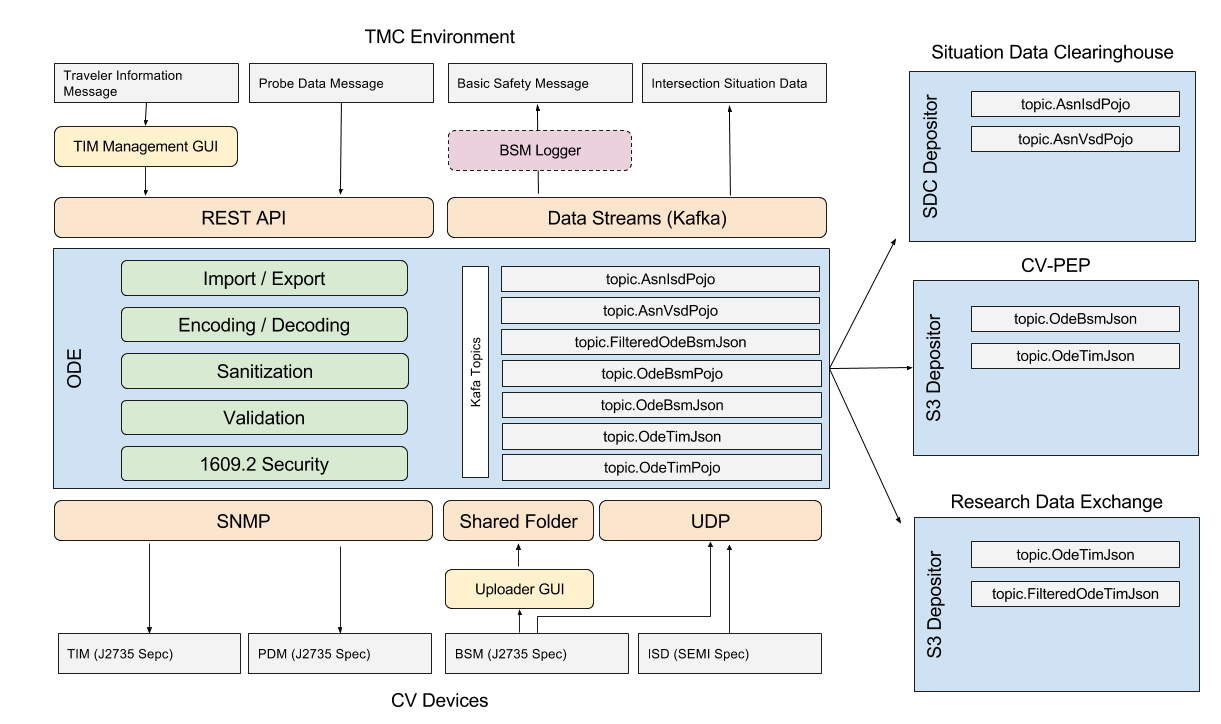 TMC Environment
Traveler Information
Message
Probe Data Message
Basic Safety Message
Intersection Situation Data
TIM Management GUI
BSM Logger
REST API
Data Streams (Kafka)
ODE
Import / Export
Encoding / Decoding
Sanitization
Validation
1609.2 Security
Kafa Topics
topic.AsnIsdPojo
topic.AsnVsdPojo
topic.FilteredOdeBsmJson
topic.OdeBsmPojo
topic.OdeBsmJson
topic.OdeTimJson
topic.OdeTimPojo
SNMP
Shared Folder
UDP
Uploader GUI
TIM (J2735 Sepc)
PDM (J2735 Spec)
BSM (J2735 Spec)
ISD (SEMI Spec)
CV Devices
Situation Data Clearinghouse
SDC Depositor
topic.AsnIsdPojo
topic.AsnVsdPojo
CV-PEP
S3 Depositor
topic.OdeBsmJson
topic.OdeTimJson
Research Data Exchange
S3 Depositor
topic.OdeTimJson
topic.FilteredOdeTimJson